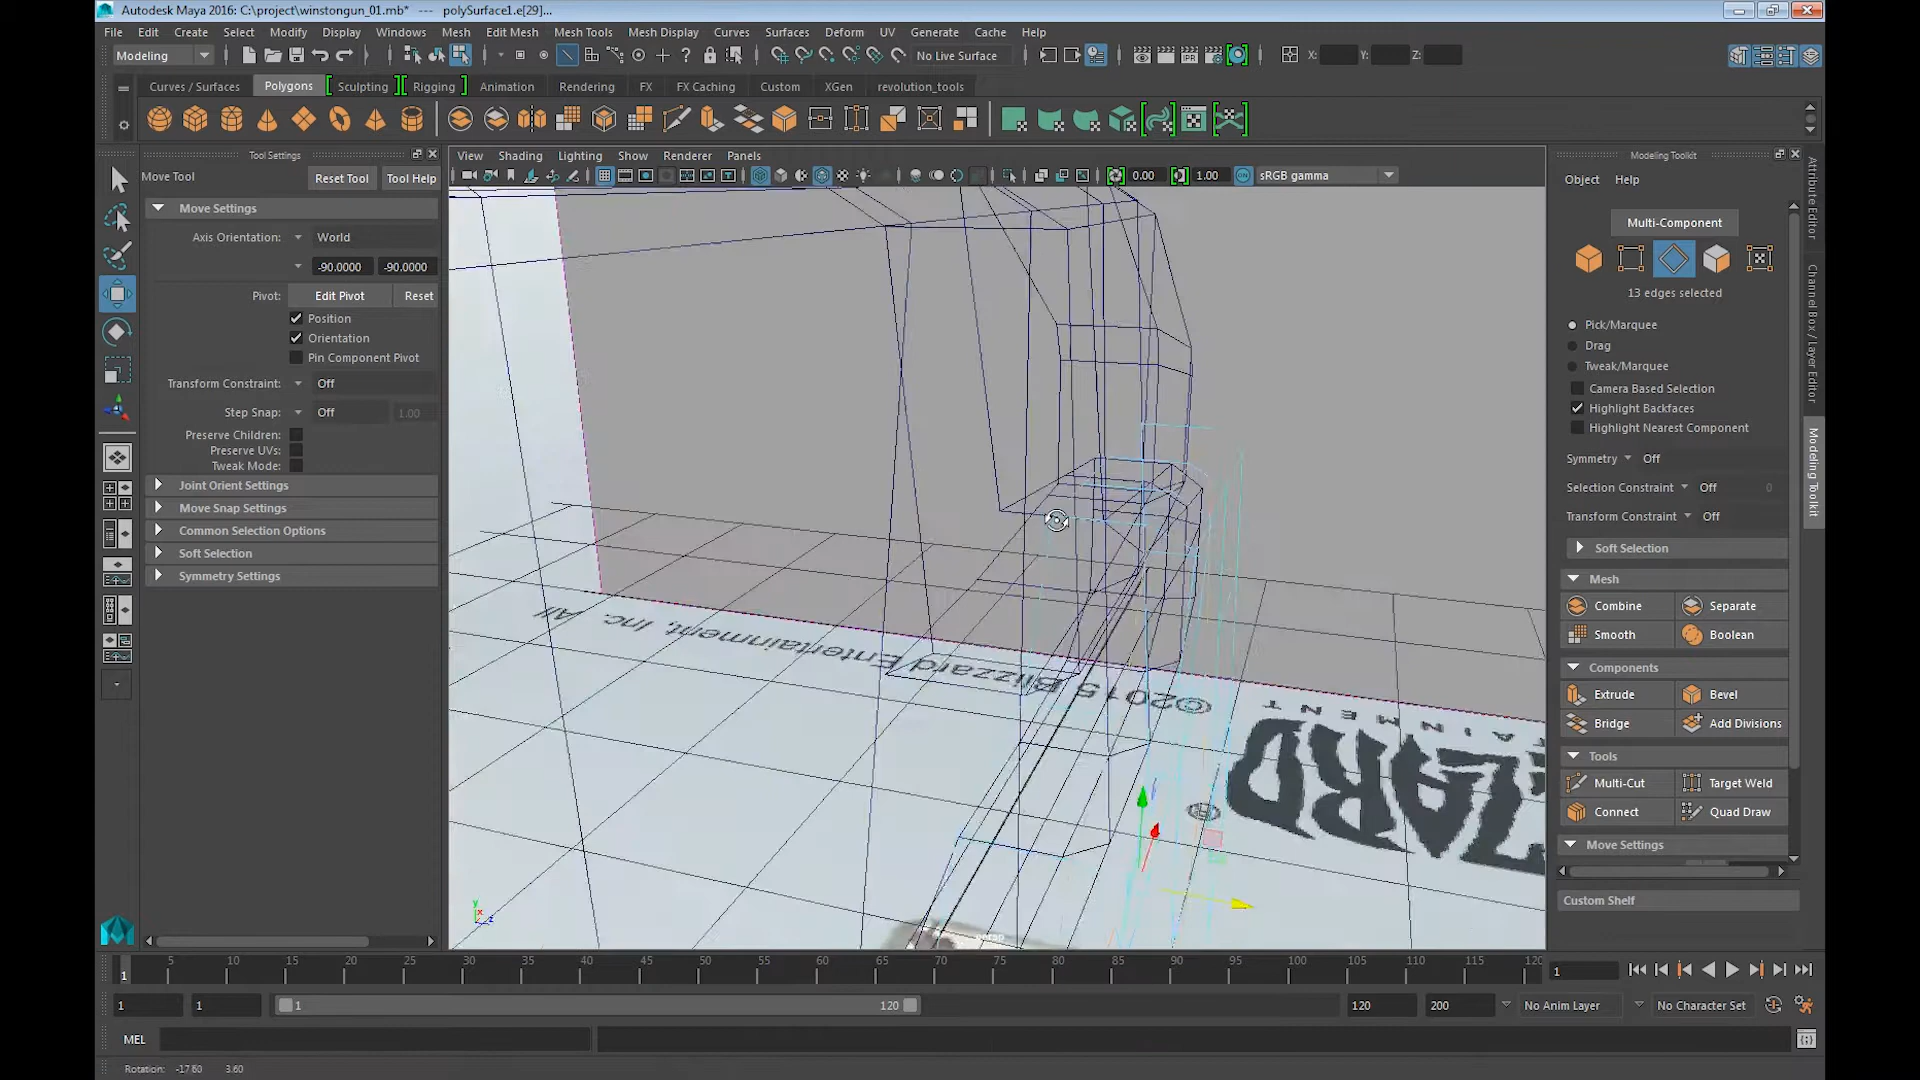 Autodesk Maya 2016: C:\project\winstongun_01.mb* --- polySurface1.e[29]...
File Edit Create Select Modify Display Windows Mesh Edit Mesh Mesh Tools Mesh Display Curves Surfaces Deform UV Generate Cache Help
Modeling No Live Surface X: Y: Z:
Curves / Surfaces Polygons Sculpting Rigging Animation Rendering FX FX Caching Custom XGen revolution_tools
Tool Settings
Move Tool Reset Tool Tool Help
Move Settings
Axis Orientation: World
-90.0000 -90.0000
Pivot: Edit Pivot Reset
Position
Orientation
Pin Component Pivot
Transform Constraint: Off
Step Snap: Off 1.00
Preserve Children:
Preserve UVs:
Tweak Mode:
Joint Orient Settings
Move Snap Settings
Common Selection Options
Soft Selection
Symmetry Settings
View Shading Lighting Show Renderer Panels
0.00 1.00 sRGB gamma
©2015 Blizzard Entertainment, Inc. All
Modeling Toolkit
Object Help
Multi-Component
13 edges selected
Pick/Marquee
Drag
Tweak/Marquee
Camera Based Selection
Highlight Backfaces
Highlight Nearest Component
Symmetry Off
Selection Constraint Off 0
Transform Constraint Off
Soft Selection
Mesh
Combine Separate
Smooth Boolean
Components
Extrude Bevel
Bridge Add Divisions
Tools
Multi-Cut Target Weld
Connect Quad Draw
Move Settings
Custom Shelf
Attribute Editor
Channel Box / Layer Editor
Modeling Toolkit
1 5 10 15 20 25 30 35 40 45 50 55 60 65 70 75 80 85 90 95 100 105 110 115 120 1
1 1 1 120 120 200 No Anim Layer No Character Set
MEL
Rotation: -17.60 3.60